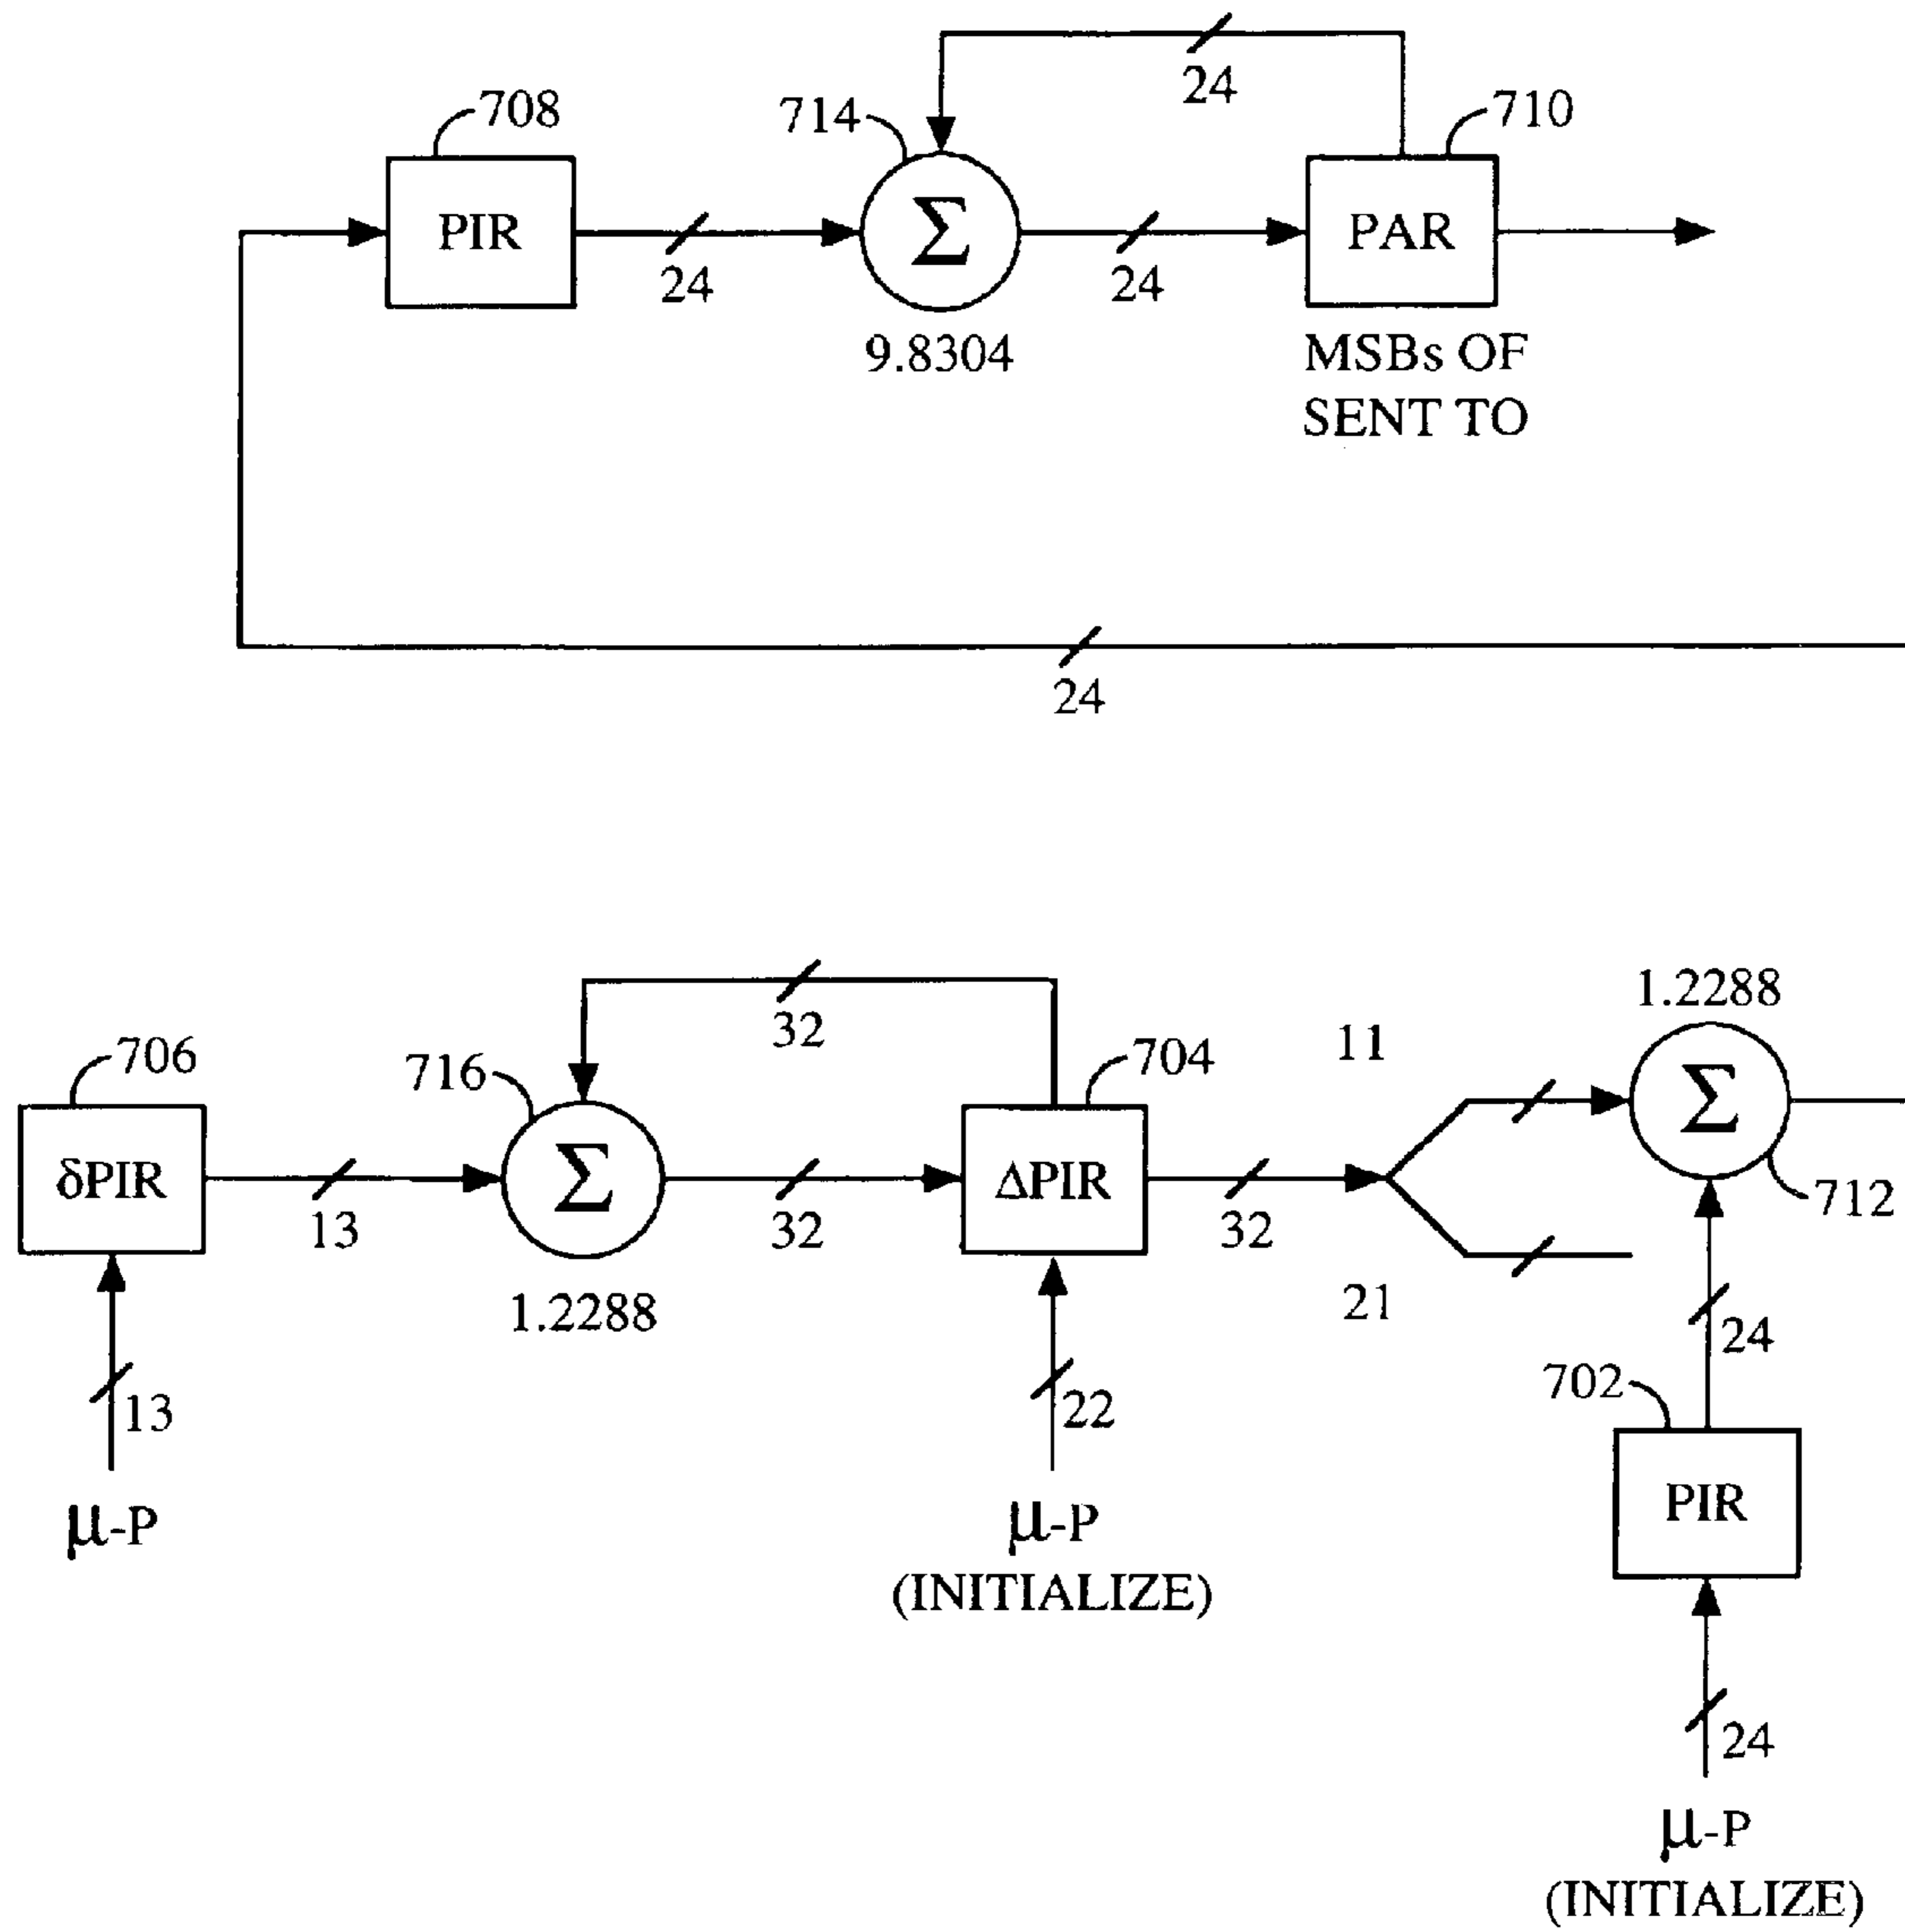 24
708
714
710
PIR
Σ
PAR
24
24
9.8304
MSBs OF
SENT TO
24
1.2288
32
11
706
716
704
Σ
δPIR
Σ
ΔPIR
712
13
32
32
1.2288
21
24
702
13
22
PIR
μ-P
μ-P
(INITIALIZE)
24
μ-P
(INITIALIZE)